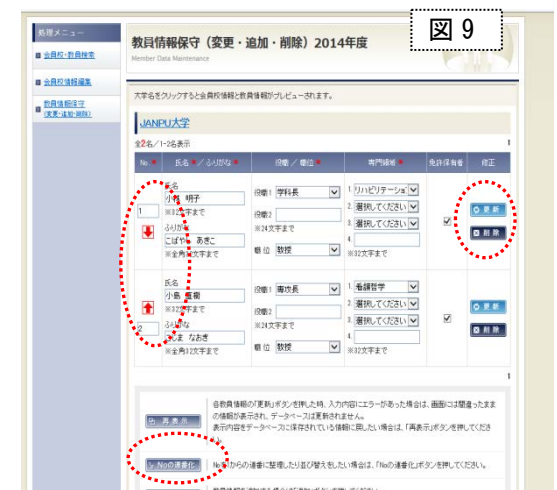 図 9
処理メニュー
会員校・教員検索
会員校情報編集
教員情報保守
(変更・追加・削除)
教員情報保守（変更・追加・削除）2014年度
Member Data Maintenance
大学名をクリックすると会員校情報と教員情報がプレビューされます。
JANPU大学
全2名／1-2名表示
1
No. 氏名 ／ ふりがな 役職 ／ 職位 専門領域 免許保有者 修正
氏名
明子
※32文字まで
ふりがな
こばやし あきこ
※全角32文字まで
1
役職1 学科長
役職2
※24文字まで
職 位 教授
1. リハビリテーショ
2. 選択してください
3. 選択してください
4.
※32文字まで
更 新
削 除
氏名
小島
※32文字まで
ふりがな
なおき
※全角32文字まで
2
役職1 専攻長
役職2
※24文字まで
職 位 教授
1. 看護哲学
2. 選択してください
3. 選択してください
4.
※32文字まで
更 新
削 除
1
再 表 示
各教員情報の「更新」ボタンを押した時、入力内容にエラーがあった場合は、画面には間違ったまま
の情報が表示され、データベースは更新されません。
表示内容をデータベースに保存されている情報に戻したい場合は、「再表示」ボタンを押してくださ
い。
Noの連番化
Noを1からの連番に整理したり並び替えをしたい場合は、「Noの連番化」ボタンを押してください。